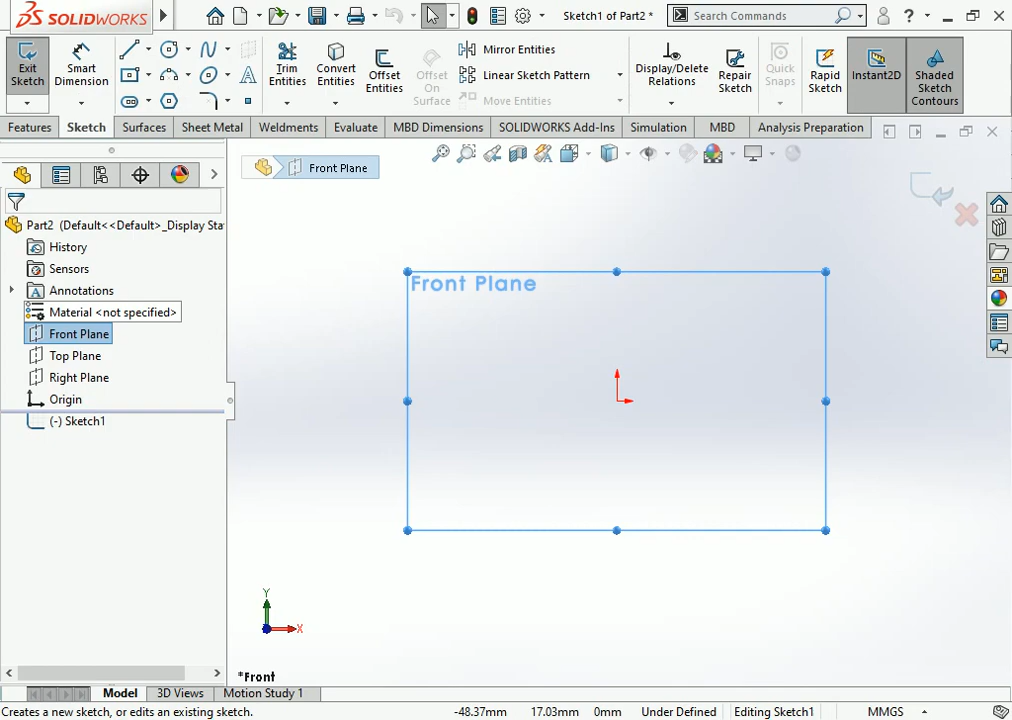 SOLIDWORKS
Sketch1 of Part2 *
Search Commands
?
Exit Sketch
Smart Dimension
Trim Entities
Convert Entities
Offset Entities
Offset On Surface
Mirror Entities
Linear Sketch Pattern
Move Entities
Display/Delete Relations
Repair Sketch
Quick Snaps
Rapid Sketch
Instant2D
Shaded Sketch Contours
Features
Sketch
Surfaces
Sheet Metal
Weldments
Evaluate
MBD Dimensions
SOLIDWORKS Add-Ins
Simulation
MBD
Analysis Preparation
Front Plane
Part2 (Default<<Default>_Display Sta
History
Sensors
Annotations
Material <not specified>
Front Plane
Top Plane
Right Plane
Origin
(-) Sketch1
Front Plane
Y
X
*Front
Model
3D Views
Motion Study 1
Creates a new sketch, or edits an existing sketch.
-48.37mm
17.03mm
0mm
Under Defined
Editing Sketch1
MMGS